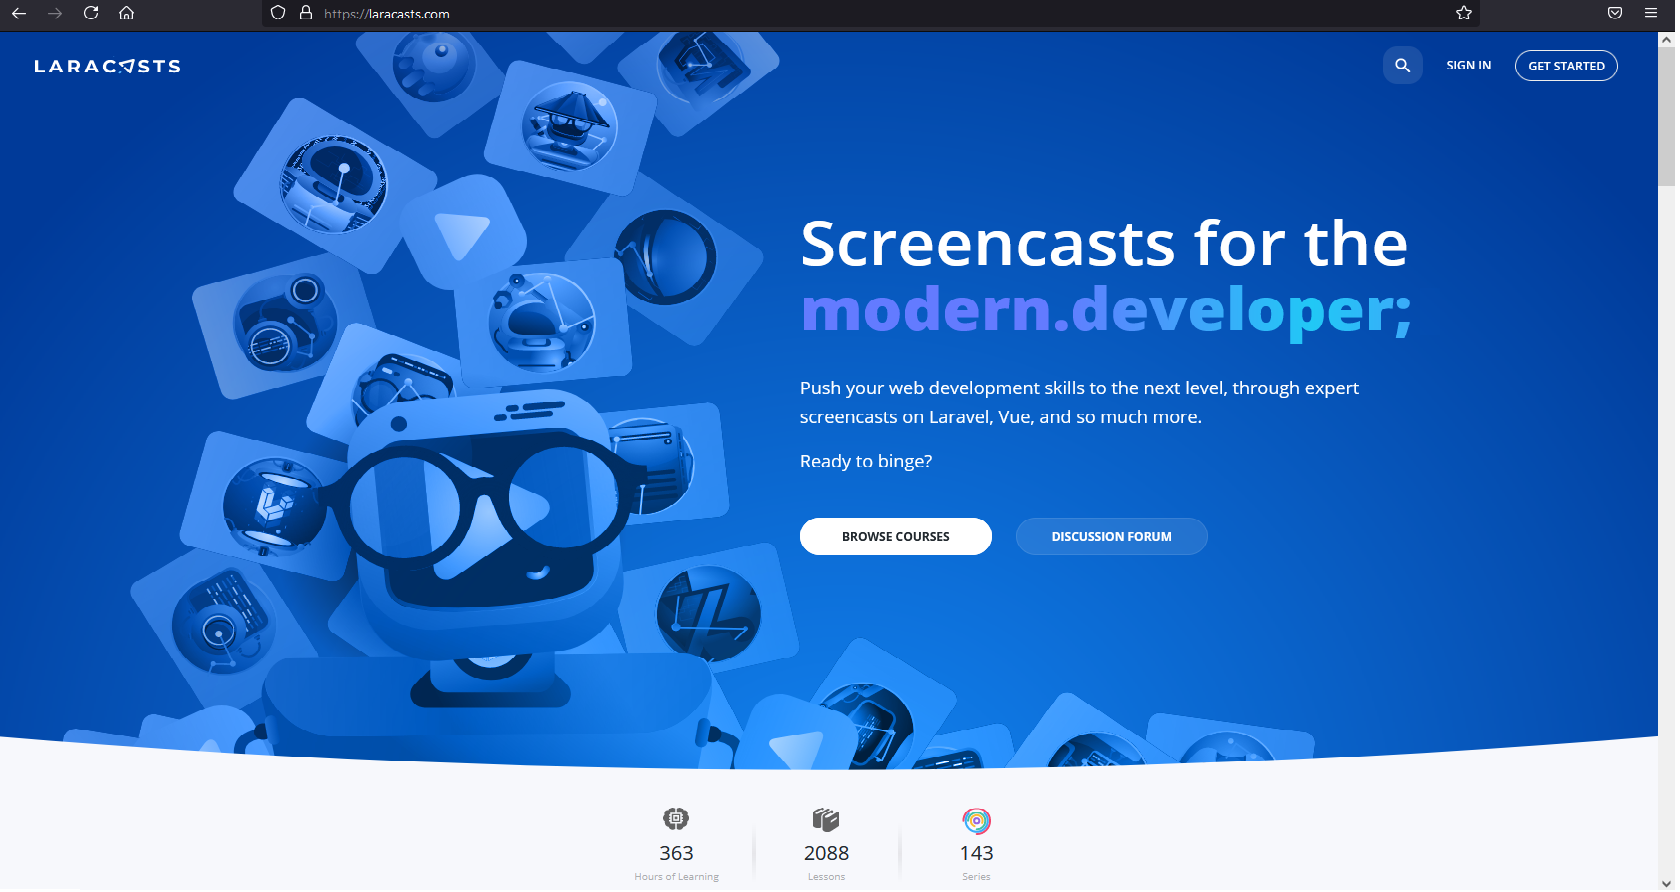 https://laracasts.com
LARACASTS
SIGN IN
GET STARTED
Screencasts for the
modern.developer;
Push your web development skills to the next level, through expert
screencasts on Laravel, Vue, and so much more.
Ready to binge?
BROWSE COURSES
DISCUSSION FORUM
363
Hours of Learning
2088
Lessons
143
Series